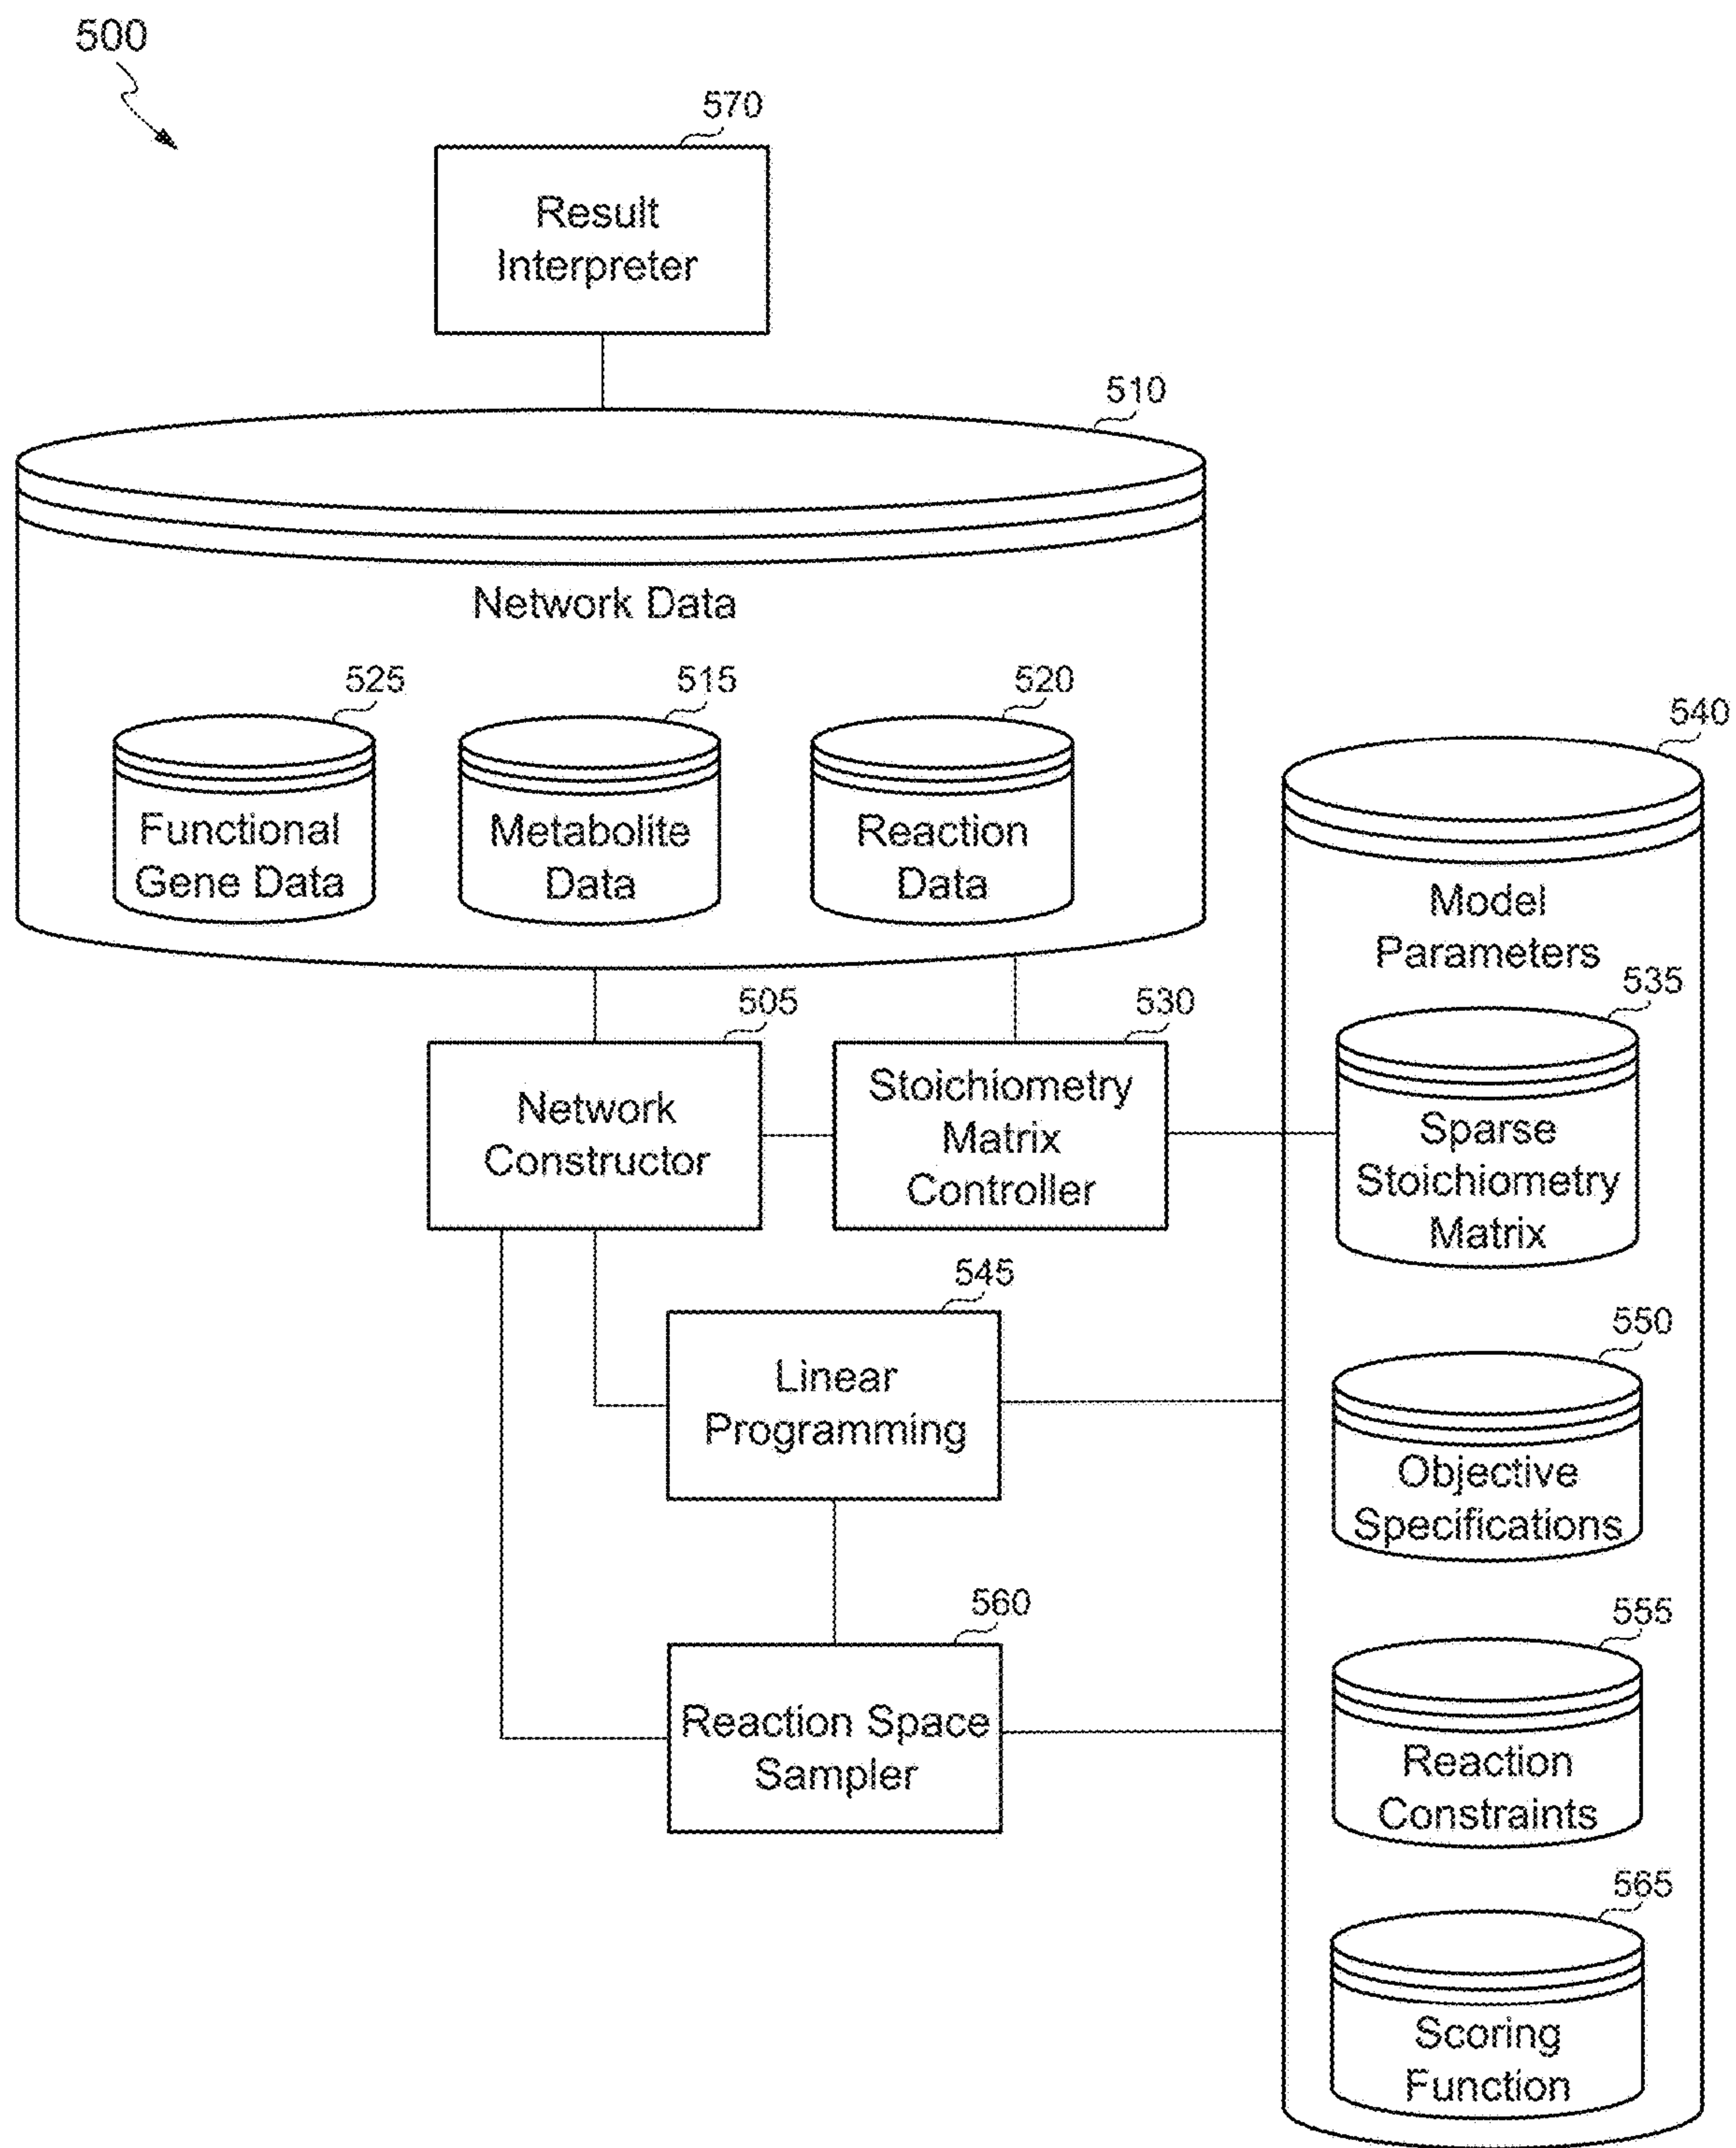 500
570
Result
Interpreter
510
Network Data
525
515
520
Functional
Gene Data
Metabolite
Data
Reaction
Data
540
Model
Parameters
505
530
535
Network
Constructor
Stoichiometry
Matrix
Controller
Sparse
Stoichiometry
Matrix
545
Linear
Programming
550
Objective
Specifications
560
Reaction Space
Sampler
555
Reaction
Constraints
565
Scoring
Function